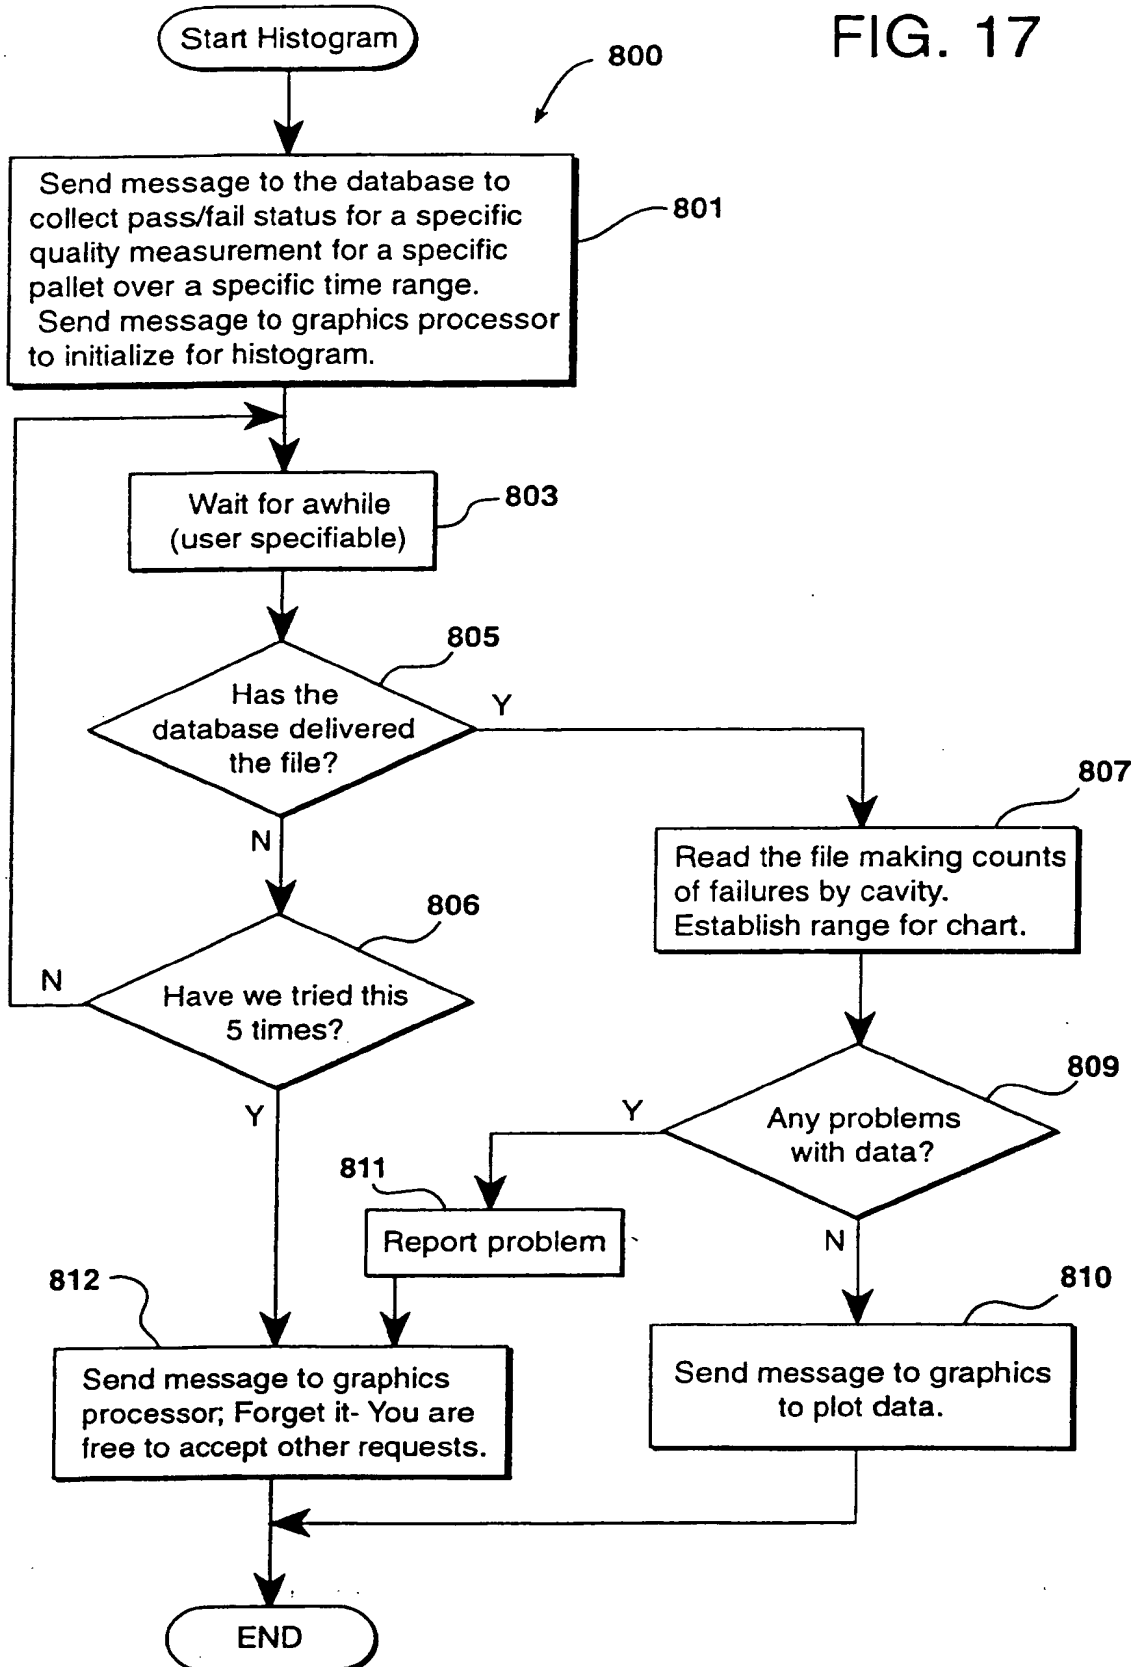 FIG. 17
Start Histogram
800
Send message to the database to
collect pass/fail status for a specific
quality measurement for a specific
pallet over a specific time range.
Send message to graphics processor
to initialize for histogram.
801
Wait for awhile
(user specifiable)
803
805
Has the
database delivered
the file?
Y
N
807
Read the file making counts
of failures by cavity.
Establish range for chart.
806
Have we tried this
5 times?
N
Y
809
Any problems
with data?
Y
N
811
Report problem
812
Send message to graphics
processor; Forget it- You are
free to accept other requests.
810
Send message to graphics
to plot data.
END